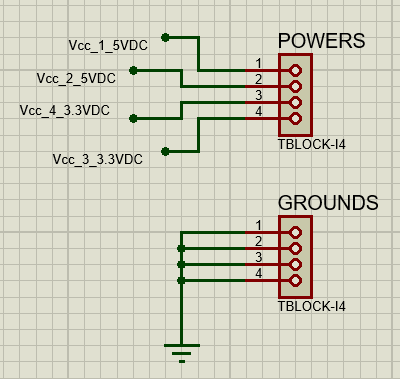 POWERS
Vcc_1_5VDC
1
Vcc_2_5VDC
2
3
Vcc_4_3.3VDC
4
TBLOCK-I4
Vcc_3_3.3VDC
GROUNDS
1
2
3
4
TBLOCK-I4